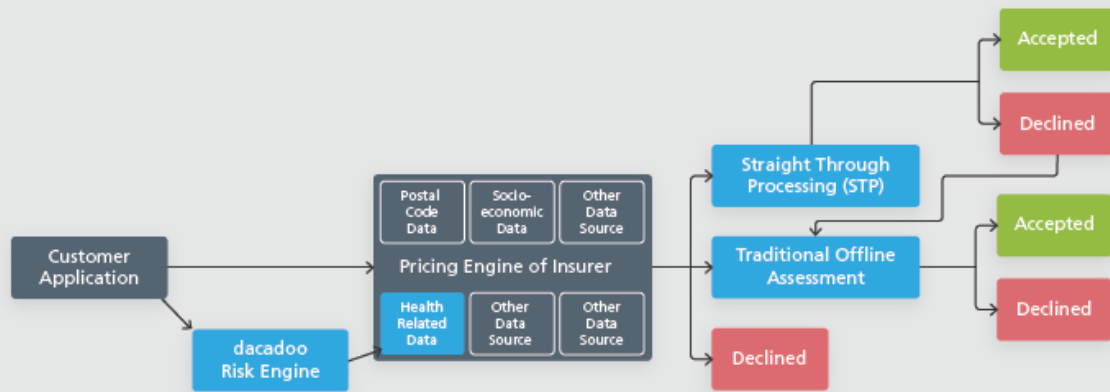 Customer
Application
dacadoo
Risk Engine
Postal
Code
Data
Socio-
economic
Data
Other
Data
Source
Pricing Engine of Insurer
Health
Related
Data
Other
Data
Source
Other
Data
Source
Straight Through
Processing (STP)
Traditional Offline
Assessment
Declined
Accepted
Declined
Accepted
Declined